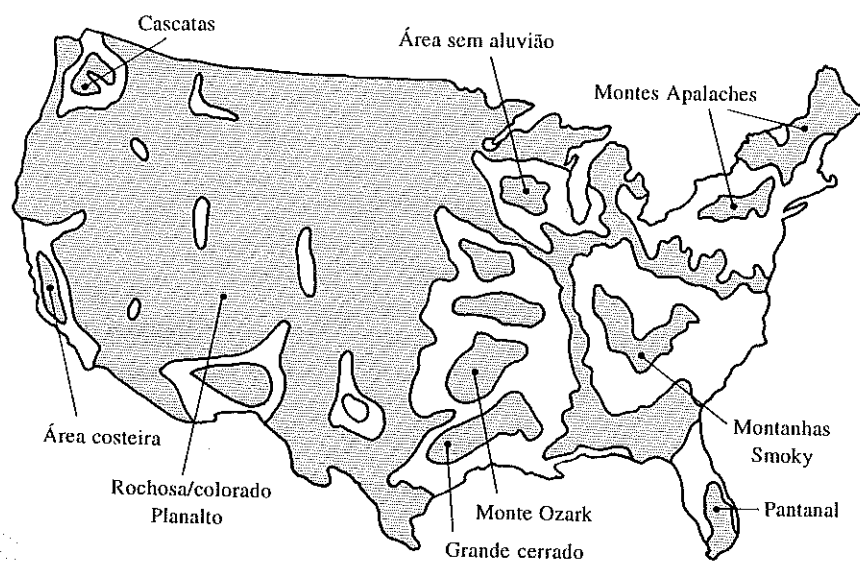 Cascatas
Área sem aluvião
Montes Apalaches
Área costeira
Rochosa/colorado
Planalto
Monte Ozark
Grande cerrado
Montanhas
Smoky
Pantanal